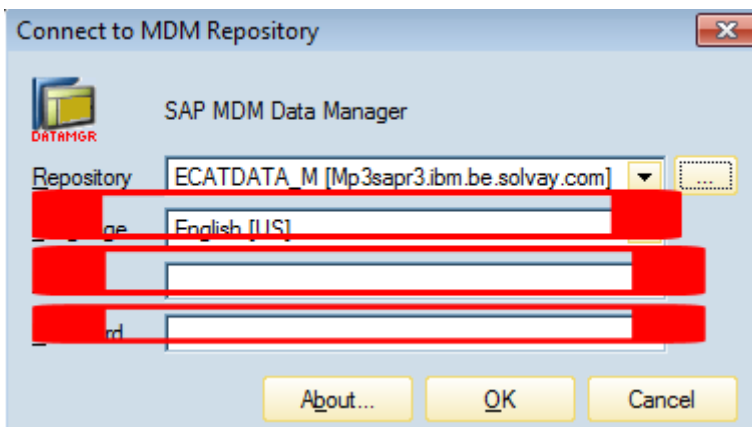 Connect to MDM Repository
DATAMGR
SAP MDM Data Manager
Repository ECATDATA_M [Mp3sapr3.ibm.be.solvay.com] ...
English [US]
About... OK Cancel